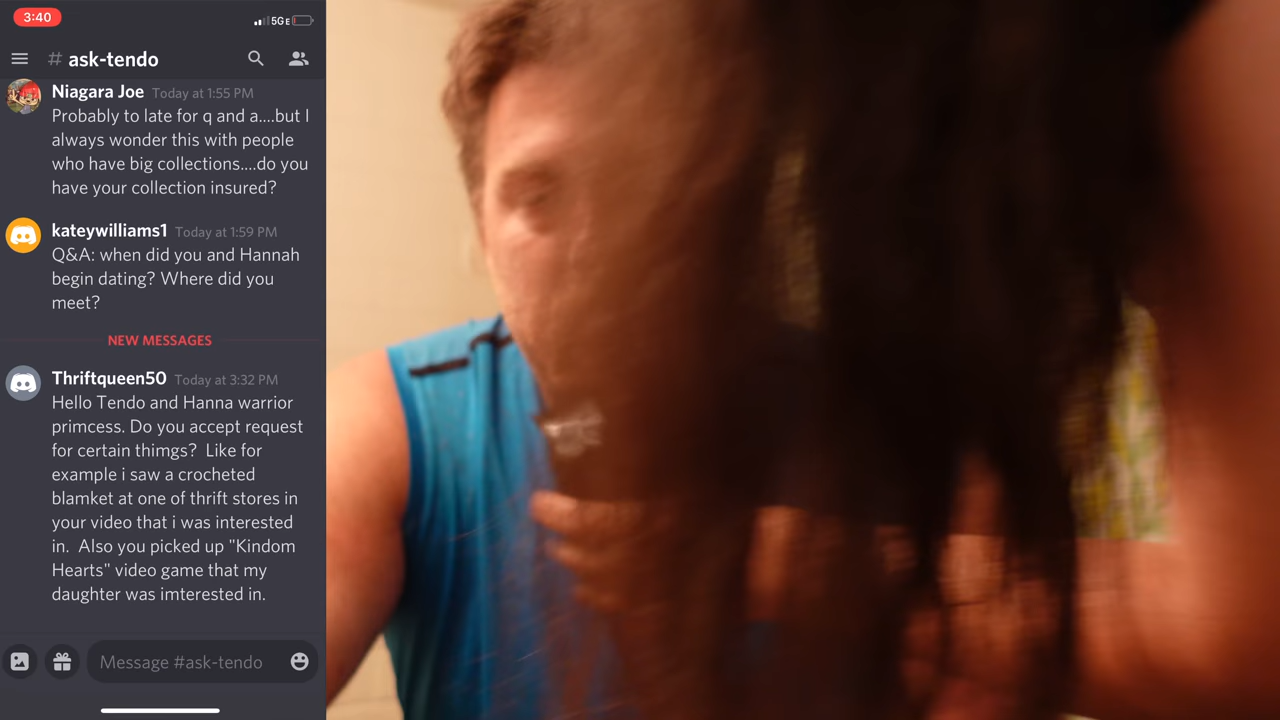 3:40
5GE
# ask-tendo
Niagara Joe Today at 1:55 PM
Probably to late for q and a....but I
always wonder this with people
who have big collections....do you
have your collection insured?
kateywilliams1 Today at 1:59 PM
Q&A: when did you and Hannah
begin dating? Where did you
meet?
NEW MESSAGES
Thriftqueen50 Today at 3:32 PM
Hello Tendo and Hanna warrior
primcess. Do you accept request
for certain thimgs? Like for
example i saw a crocheted
blamket at one of thrift stores in
your video that i was interested
in. Also you picked up "Kindom
Hearts" video game that my
daughter was imterested in.
Message #ask-tendo